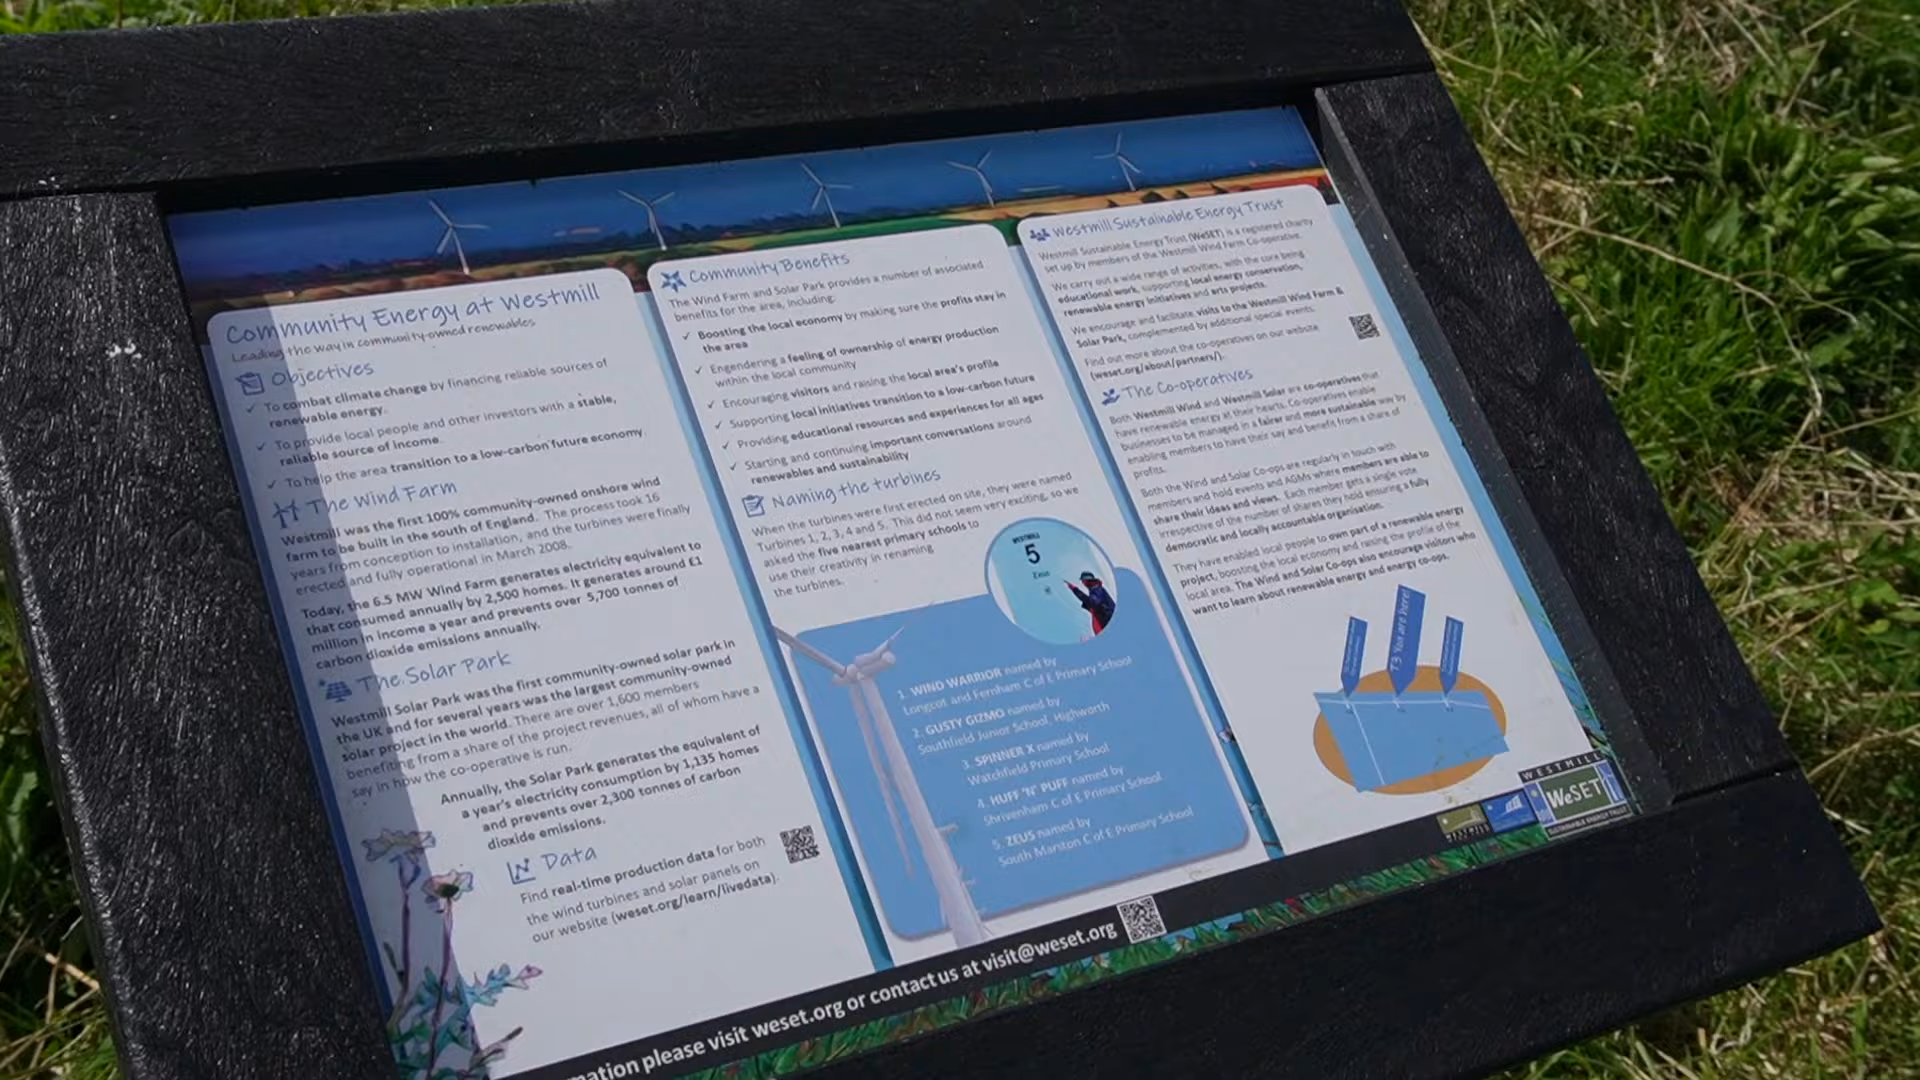 Community Energy at Westmill
Leading the way in community-owned renewables
Objectives
✓ To combat climate change by financing reliable sources of
renewable energy.
✓ To provide local people and other investors with a stable,
reliable source of income.
✓ To help the area transition to a low-carbon future economy
The Wind Farm
Westmill was the first 100% community-owned onshore wind
farm to be built in the south of England. The process took 16
years from conception to installation, and the turbines were finally
erected and fully operational in March 2008.
Today, the 6.5 MW Wind Farm generates electricity equivalent to
that consumed annually by 2,500 homes. It generates around £1
million in income a year and prevents over 5,700 tonnes of
carbon dioxide emissions annually.
The Solar Park
Westmill Solar Park was the first community-owned solar park in
the UK and for several years was the largest community-owned
solar project in the world. There are over 1,600 members
benefiting from a share of the project revenues, all of whom have a
say in how the co-operative is run.
Annually, the Solar Park generates the equivalent of
a year's electricity consumption by 1,135 homes
and prevents over 2,300 tonnes of carbon
dioxide emissions.
Data
Find real-time production data for both
the wind turbines and solar panels on
our website (weset.org/learn/livedata).
Community Benefits
The Wind Farm and Solar Park provides a number of associated
benefits for the area, including:
✓ Boosting the local economy by making sure the profits stay in
the area
✓ Engendering a feeling of ownership of energy production
within the local community
✓ Encouraging visitors and raising the local area's profile
✓ Supporting local initiatives transition to a low-carbon future
✓ Providing educational resources and experiences for all ages
✓ Starting and continuing important conversations around
renewables and sustainability
Naming the turbines
When the turbines were first erected on site, they were named
Turbines 1, 2, 3, 4 and 5. This did not seem very exciting, so we
asked the five nearest primary schools to
use their creativity in renaming
the turbines.
WESTMILL
5
Zeus
1. WIND WARRIOR named by
Longcot and Fernham C of E Primary School
2. GUSTY GIZMO named by
Southfield Junior School, Highworth
3. SPINNER X named by
Watchfield Primary School
4. HUFF 'N' PUFF named by
Shrivenham C of E Primary School
5. ZEUS named by
South Marston C of E Primary School
Westmill Sustainable Energy Trust
Westmill Sustainable Energy Trust (WeSET) is a registered charity
set up by members of the Westmill Wind Farm Co-operative.
We carry out a wide range of activities, with the core being
educational work, supporting local energy conservation,
renewable energy initiatives and arts projects.
We encourage and facilitate visits to the Westmill Wind Farm &
Solar Park, complemented by additional special events.
Find out more about the co-operatives on our website
(weset.org/about/partners/).
The Co-operatives
Both Westmill Wind and Westmill Solar are co-operatives that
have renewable energy at their hearts. Co-operatives enable
businesses to be managed in a fairer and more sustainable way by
enabling members to have their say and benefit from a share of
profits.
Both the Wind and Solar Co-ops are regularly in touch with
members and hold events and AGMs where members are able to
share their ideas and views. Each member gets a single vote
irrespective of the number of shares they hold ensuring a fully
democratic and locally accountable organisation.
They have enabled local people to own part of a renewable energy
project, boosting the local economy and raising the profile of the
local area. The Wind and Solar Co-ops also encourage visitors who
want to learn about renewable energy and energy co-ops.
T3 You are here!
WESTMILL
WeSET
SUSTAINABLE ENERGY TRUST
mation please visit weset.org or contact us at visit@weset.org